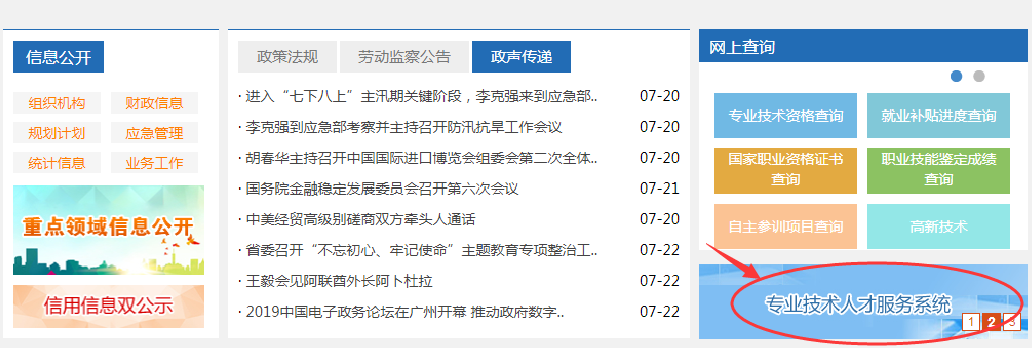 信息公开
组织机构 财政信息
规划计划 应急管理
统计信息 业务工作
重点领域信息公开
信用信息双公示
政策法规 劳动监察公告 政声传递
· 进入“七下八上”主汛期关键阶段，李克强来到应急部.. 07-20
· 李克强到应急部考察并主持召开防汛抗旱工作会议 07-20
· 胡春华主持召开中国国际进口博览会组委会第二次全体.. 07-20
· 国务院金融稳定发展委员会召开第六次会议 07-21
· 中美经贸高级别磋商双方牵头人通话 07-20
· 省委召开“不忘初心、牢记使命”主题教育专项整治工.. 07-22
· 王毅会见阿联酋外长阿卜杜拉 07-22
· 2019中国电子政务论坛在广州开幕 推动政府数字.. 07-22
网上查询
专业技术资格查询 就业补贴进度查询
国家职业资格证书 职业技能鉴定成绩
查询 查询
自主参训项目查询 高新技术
专业技术人才服务系统
1 2 3